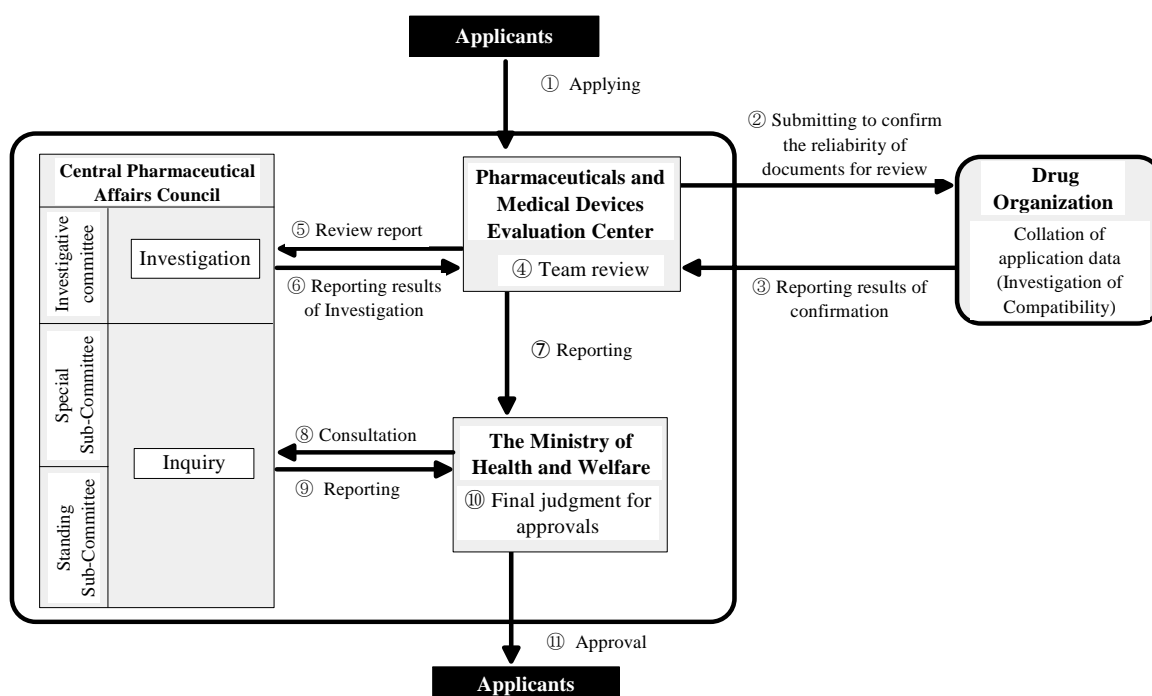 Applicants
① Applying
② Submitting to confirm
the reliabirity of
documents for review
Central Pharmaceutical
Affairs Council
Pharmaceuticals and
Medical Devices
Evaluation Center
④ Team review
Drug
Organization
Collation of
application data
(Investigation of
Compatibility)
Investigative
committee
Investigation
⑤ Review report
⑥ Reporting results
of Investigation
③ Reporting results of
confirmation
⑦ Reporting
Special
Sub-Committee
Inquiry
⑧ Consultation
⑨ Reporting
The Ministry of
Health and Welfare
⑩ Final judgment for
approvals
Standing
Sub-Committee
⑪ Approval
Applicants